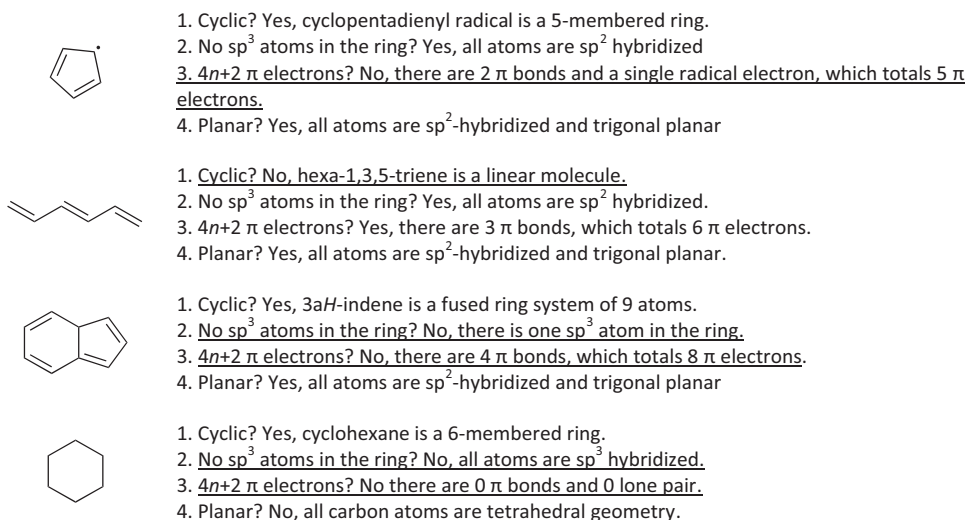 1. Cyclic? Yes, cyclopentadienyl radical is a 5-membered ring.
2. No sp³ atoms in the ring? Yes, all atoms are sp² hybridized
3. 4n+2 π electrons? No, there are 2 π bonds and a single radical electron, which totals 5 π
electrons.
4. Planar? Yes, all atoms are sp²-hybridized and trigonal planar
1. Cyclic? No, hexa-1,3,5-triene is a linear molecule.
2. No sp³ atoms in the ring? Yes, all atoms are sp² hybridized.
3. 4n+2 π electrons? Yes, there are 3 π bonds, which totals 6 π electrons.
4. Planar? Yes, all atoms are sp²-hybridized and trigonal planar.
1. Cyclic? Yes, 3aH-indene is a fused ring system of 9 atoms.
2. No sp³ atoms in the ring? No, there is one sp³ atom in the ring.
3. 4n+2 π electrons? No, there are 4 π bonds, which totals 8 π electrons.
4. Planar? Yes, all atoms are sp²-hybridized and trigonal planar
1. Cyclic? Yes, cyclohexane is a 6-membered ring.
2. No sp³ atoms in the ring? No, all atoms are sp³ hybridized.
3. 4n+2 π electrons? No there are 0 π bonds and 0 lone pair.
4. Planar? No, all carbon atoms are tetrahedral geometry.